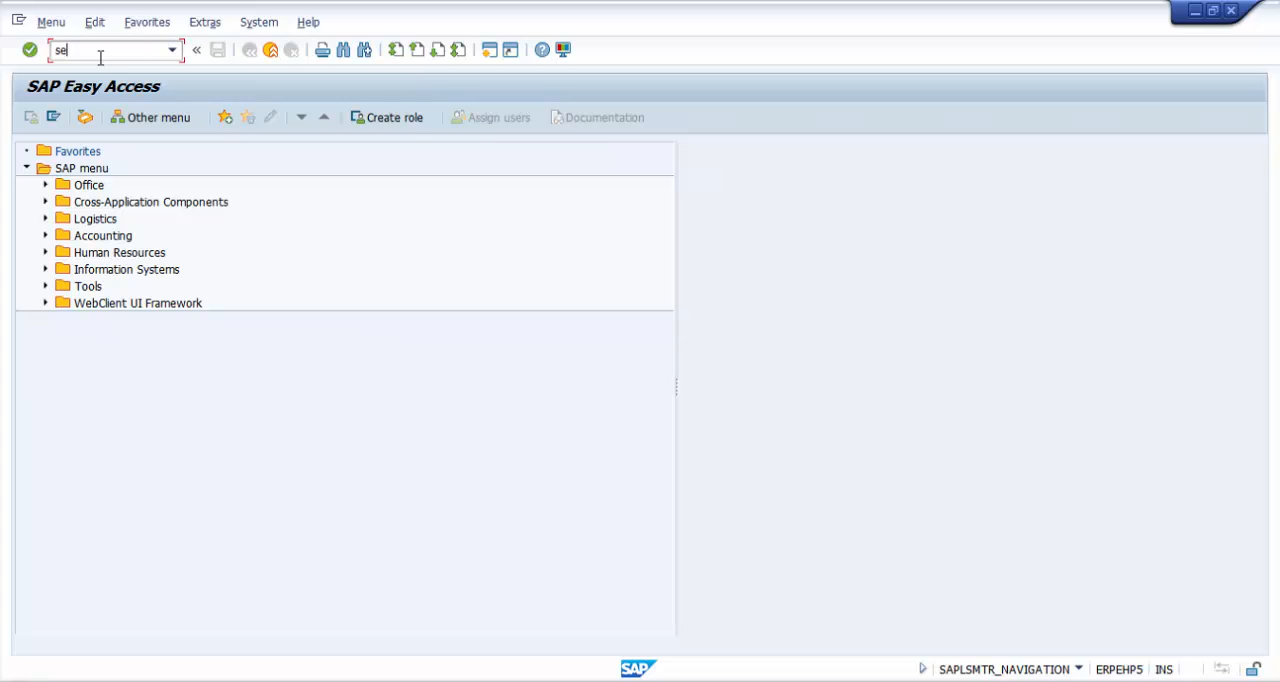 Menu Edit Favorites Extras System Help
se
SAP Easy Access
Other menu Create role Assign users Documentation
Favorites
SAP menu
Office
Cross-Application Components
Logistics
Accounting
Human Resources
Information Systems
Tools
WebClient UI Framework
SAP SAPLSMTR_NAVIGATION ERPEHP5 INS